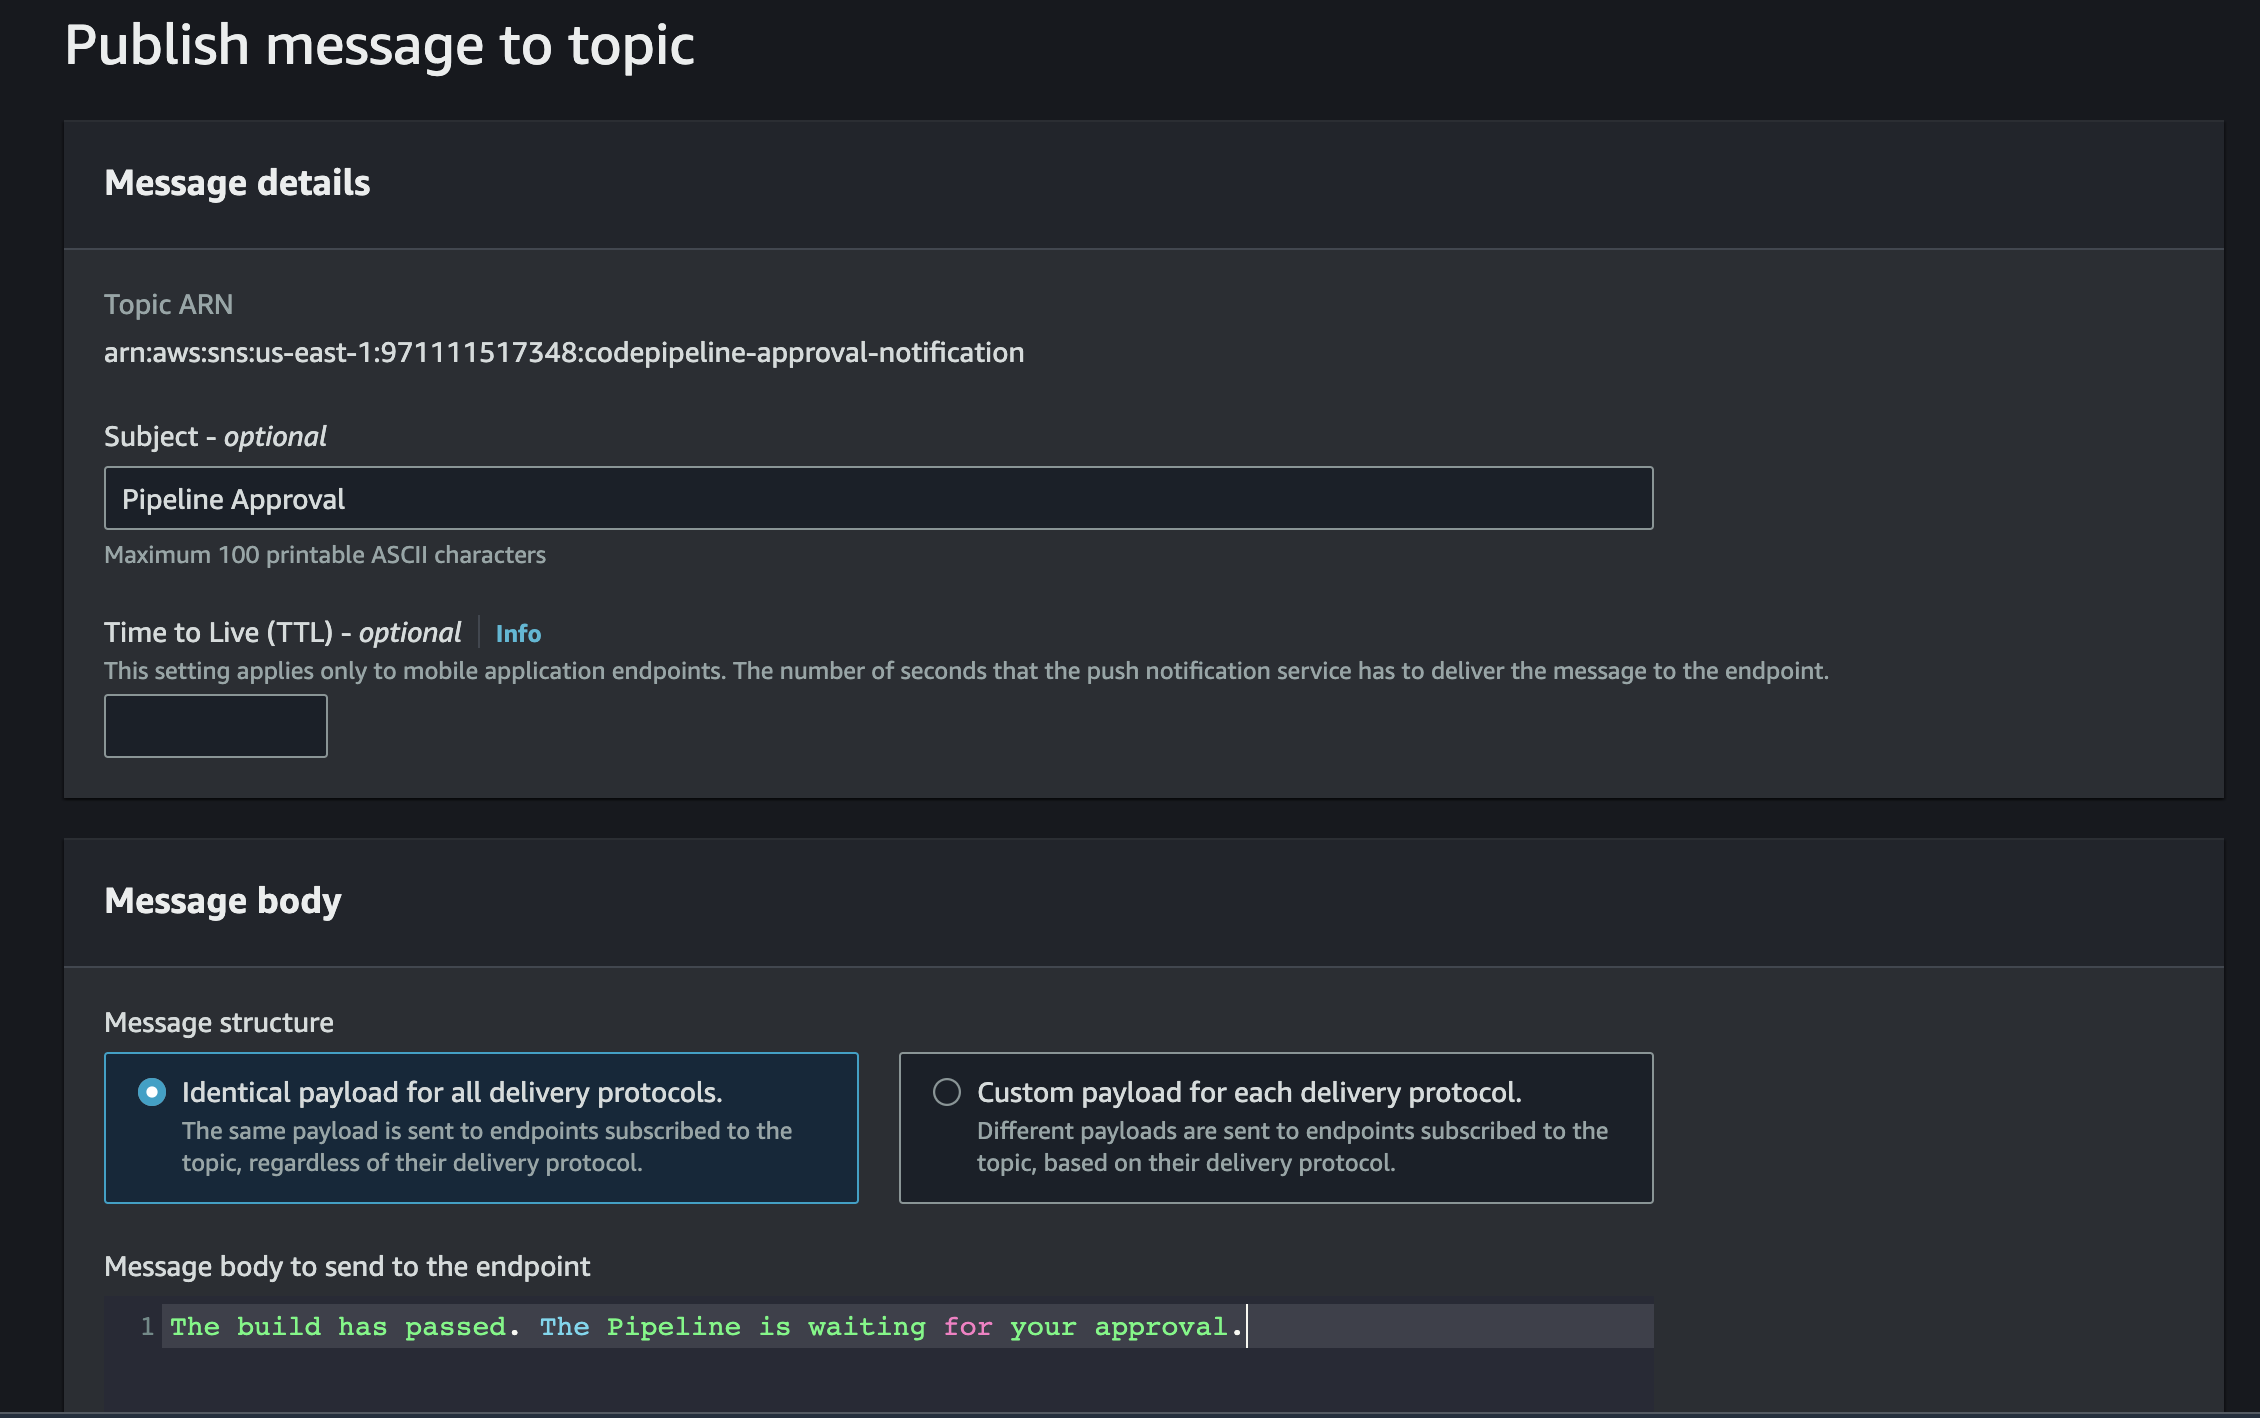 Publish message to topic
Message details
Topic ARN
arn:aws:sns:us-east-1:971111517348:codepipeline-approval-notification
Subject - optional
Pipeline Approval
Maximum 100 printable ASCII characters
Time to Live (TTL) - optional Info
This setting applies only to mobile application endpoints. The number of seconds that the push notification service has to deliver the message to the endpoint.
Message body
Message structure
Identical payload for all delivery protocols.
The same payload is sent to endpoints subscribed to the
topic, regardless of their delivery protocol.
Custom payload for each delivery protocol.
Different payloads are sent to endpoints subscribed to the
topic, based on their delivery protocol.
Message body to send to the endpoint
1 The build has passed. The Pipeline is waiting for your approval.